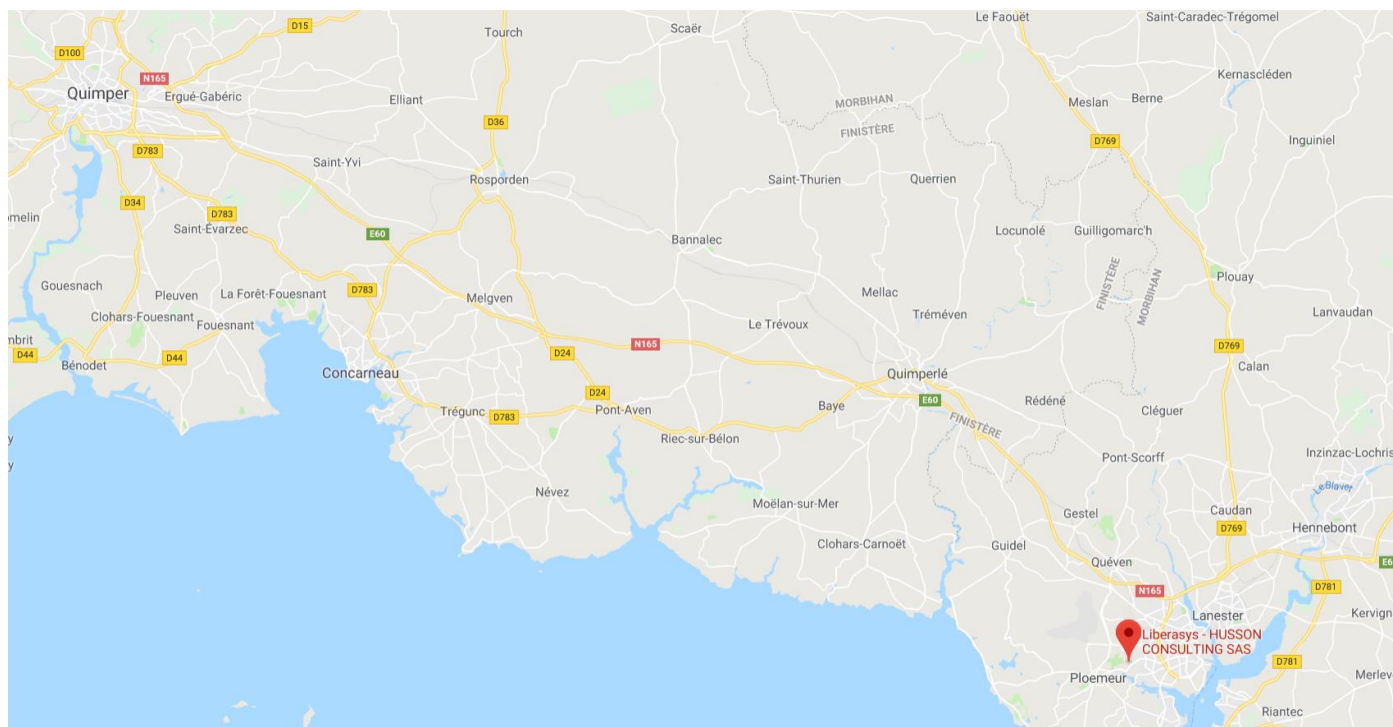 Le Faouët
Saint-Caradec-Trégomel
D15
Scaër
Tourch
D100
N165
Kernascléden
Quimper
Ergué-Gabéric
Elliant
MORBIHAN
FINISTÈRE
Meslan
Berne
D36
D769
Inguiniel
D783
Saint-Yvi
Rosporden
Saint-Thurien
Querrien
D34
omelin
D783
Saint-Évarzec
E60
Bannalec
Locunolé
Guilligomarc'h
FINISTÈRE
MORBIHAN
Plouay
Gouesnach
Pleuven
La Forêt-Fouesnant
D783
Melgven
Mellac
Tréméven
Lanvaudan
Clohars-Fouesnant
Fouesnant
Le Trévoux
mbrit
D44
Bénodet
D44
D24
N165
D769
Concarneau
Quimperlé
Calan
D24
E60
Trégunc
D783
Pont-Aven
Baye
Rédéné
Cléguer
FINISTÈRE
Riec-sur-Bélon
y
Pont-Scorff
Inzinzac-Lochris
y
Névez
Moëlan-sur-Mer
Le Blavet
Gestel
Caudan
D769
Hennebont
Clohars-Carnoët
Guidel
Quéven
E6
N165
D781
Lanester
Kervign
Liberasys - HUSSON
CONSULTING SAS
D781
Ploemeur
Merlev
Riantec